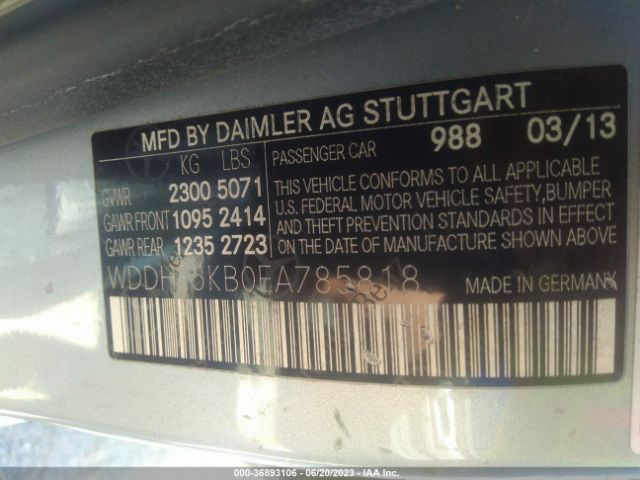 MFD BY DAIMLER AG STUTTGART
KG LBS
PASSENGER CAR 988 03/13
GVWR 2300 5071
GAWR FRONT 1095 2414
GAWR REAR 1235 2723
THIS VEHICLE CONFORMS TO ALL APPLICABLE
U.S. FEDERAL MOTOR VEHICLE SAFETY,BUMPER
AND THEFT PREVENTION STANDARDS IN EFFECT
ON THE DATE OF MANUFACTURE SHOWN ABOVE
MADE IN GERMANY
000-36893106 - 06/20/2023 - IAA Inc.